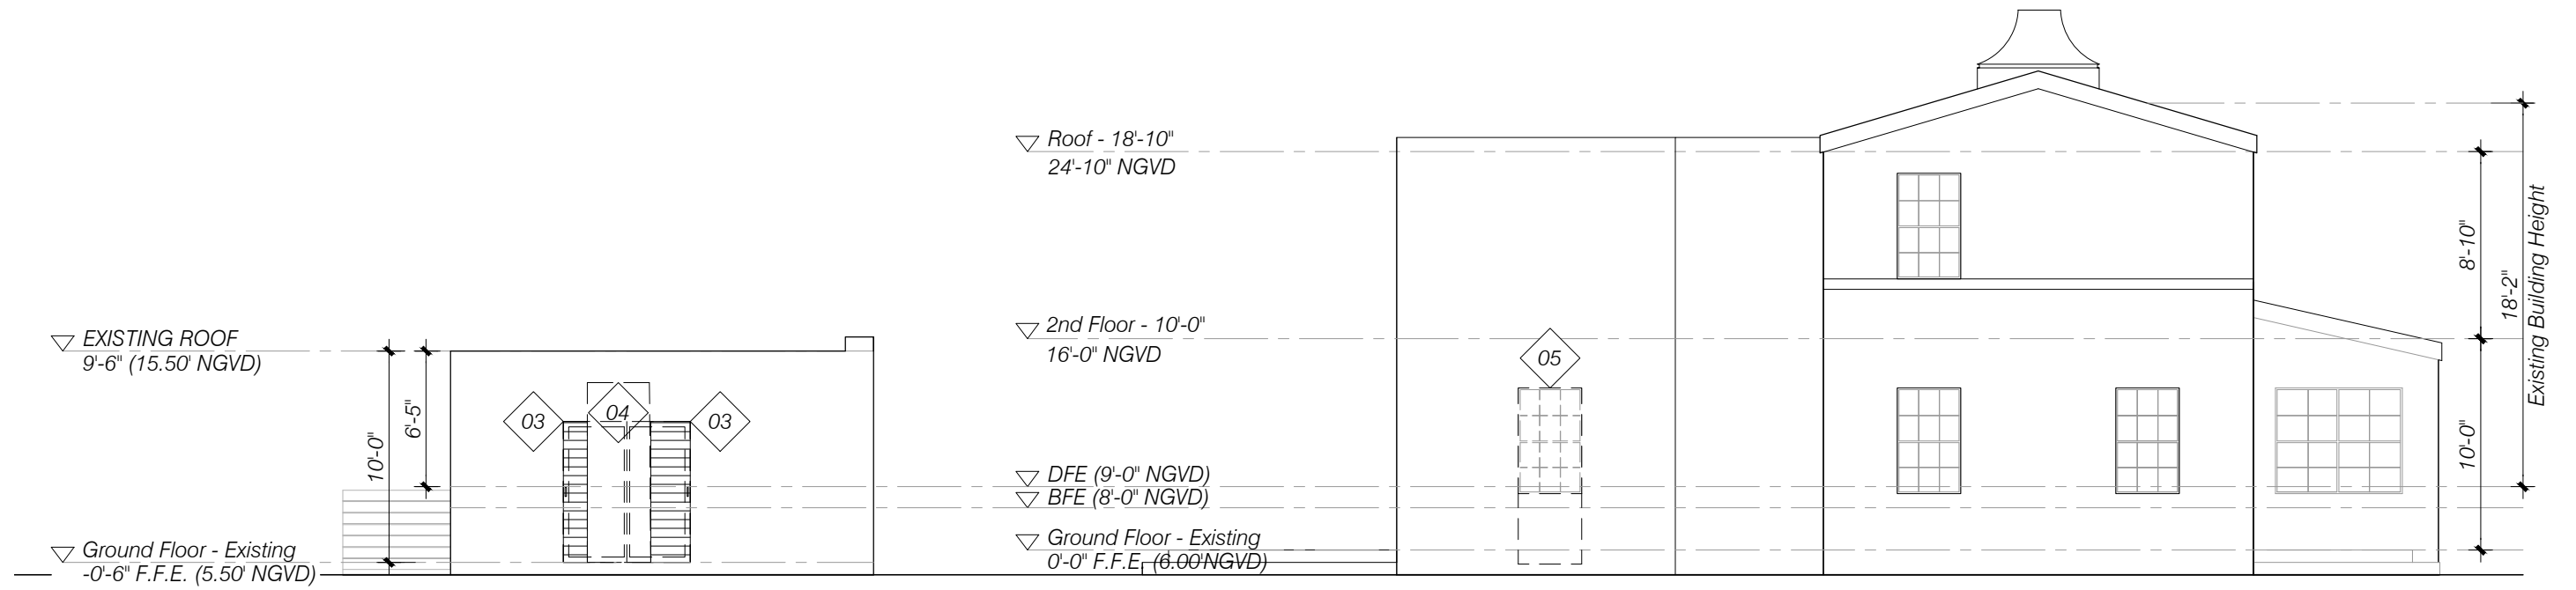 Roof - 18'-10"
24'-10" NGVD
EXISTING ROOF
9'-6" (15.50' NGVD)
2nd Floor - 10'-0"
16'-0" NGVD
10'-0"
6'-5"
03
04
03
05
DFE (9'-0" NGVD)
BFE (8'-0" NGVD)
Ground Floor - Existing
-0'-6" F.F.E. (5.50' NGVD)
Ground Floor - Existing
0'-0" F.F.E. (6.00'NGVD)
8'-10"
10'-0"
18'-2"
Existing Building Height